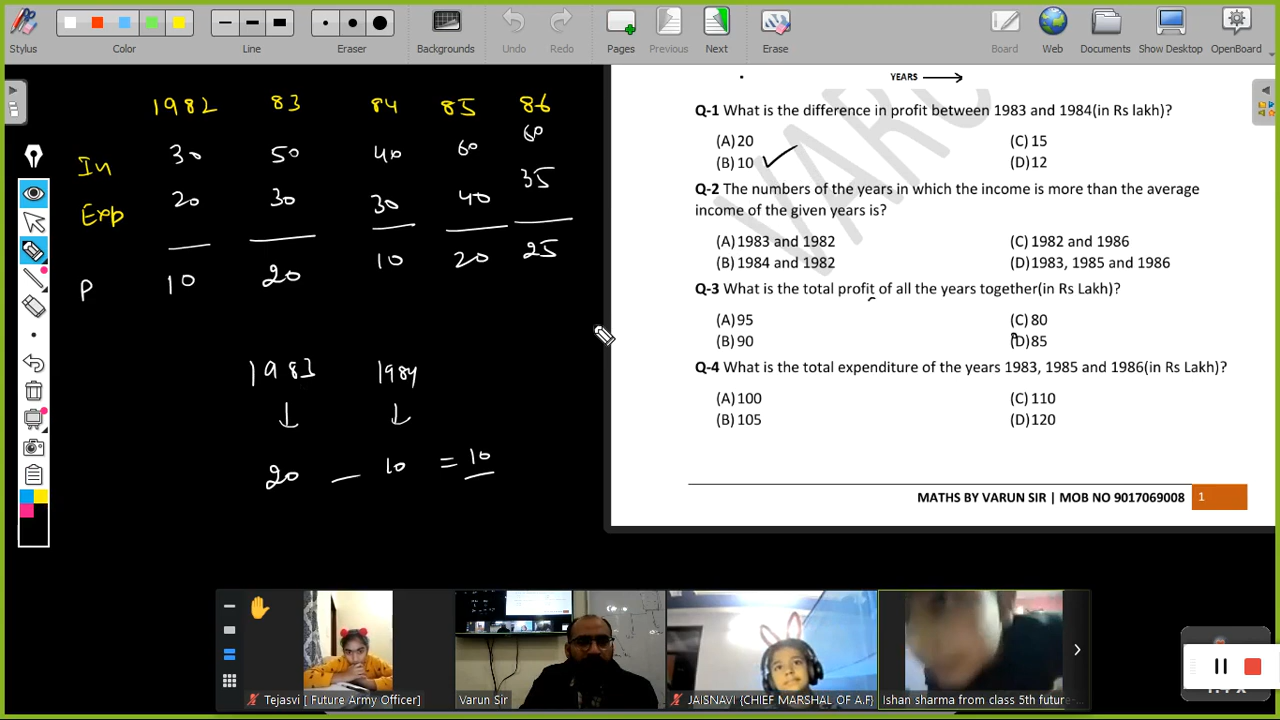 Stylus Color Line Eraser Backgrounds Undo Redo Pages Previous Next Erase Board Web Documents Show Desktop OpenBoard
1982 83 84 85 86
In 30 50 40 60 60
Exp 20 30 30 40 35
P 10 20 10 20 25
1983 1984
20 — 10 = 10
YEARS
VARU
Q-1 What is the difference in profit between 1983 and 1984(in Rs lakh)?
(A) 20 (C) 15
(B) 10 (D) 12
Q-2 The numbers of the years in which the income is more than the average
income of the given years is?
(A) 1983 and 1982 (C) 1982 and 1986
(B) 1984 and 1982 (D) 1983, 1985 and 1986
Q-3 What is the total profit of all the years together(in Rs Lakh)?
(A) 95 (C) 80
(B) 90 (D) 85
Q-4 What is the total expenditure of the years 1983, 1985 and 1986(in Rs Lakh)?
(A) 100 (C) 110
(B) 105 (D) 120
MATHS BY VARUN SIR | MOB NO 9017069008 1
Tejasvi [ Future Army Officer] Varun Sir JAISNAVI (CHIEF MARSHAL OF A.F) Ishan sharma from class 5th future-